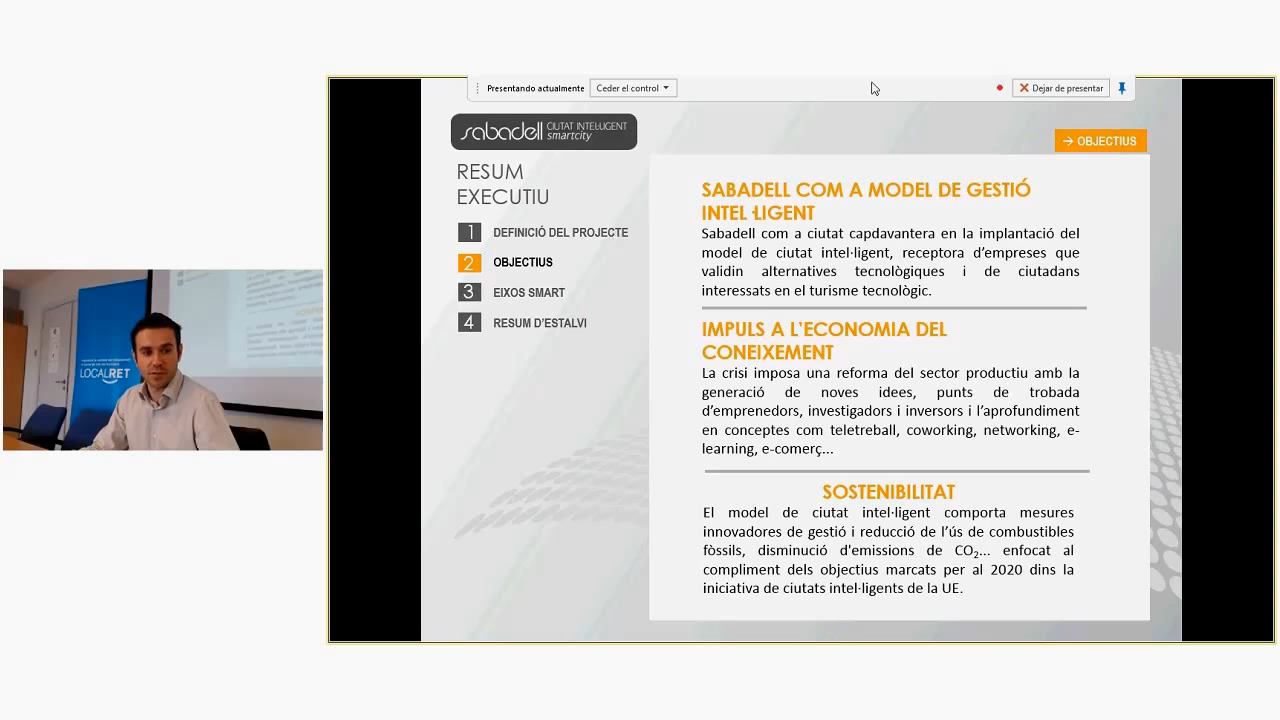 Presentando actualmente
Ceder el control
Dejar de presentar
sabadell CIUTAT INTEL·LIGENT
smartcity
→ OBJECTIUS
RESUM
EXECUTIU
1 DEFINICIÓ DEL PROJECTE
2 OBJECTIUS
3 EIXOS SMART
4 RESUM D'ESTALVI
SABADELL COM A MODEL DE GESTIÓ
INTEL·LIGENT
Sabadell com a ciutat capdavantera en la implantació del
model de ciutat intel·ligent, receptora d'empreses que
validin alternatives tecnològiques i de ciutadans
interessats en el turisme tecnològic.
IMPULS A L'ECONOMIA DEL
CONEIXEMENT
La crisi imposa una reforma del sector productiu amb la
generació de noves idees, punts de trobada
d'emprenedors, investigadors i inversors i l'aprofundiment
en conceptes com teletreball, coworking, networking, e-
learning, e-comerç...
SOSTENIBILITAT
El model de ciutat intel·ligent comporta mesures
innovadores de gestió i reducció de l'ús de combustibles
fòssils, disminució d'emissions de CO₂... enfocat al
compliment dels objectius marcats per al 2020 dins la
iniciativa de ciutats intel·ligents de la UE.
LOCALRET